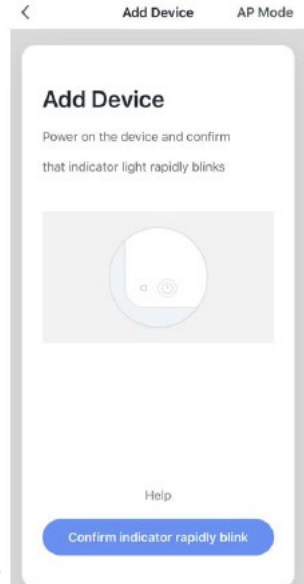 Add Device
AP Mode
Add Device
Power on the device and confirm
that indicator light rapidly blinks
Help
Confirm indicator rapidly blink